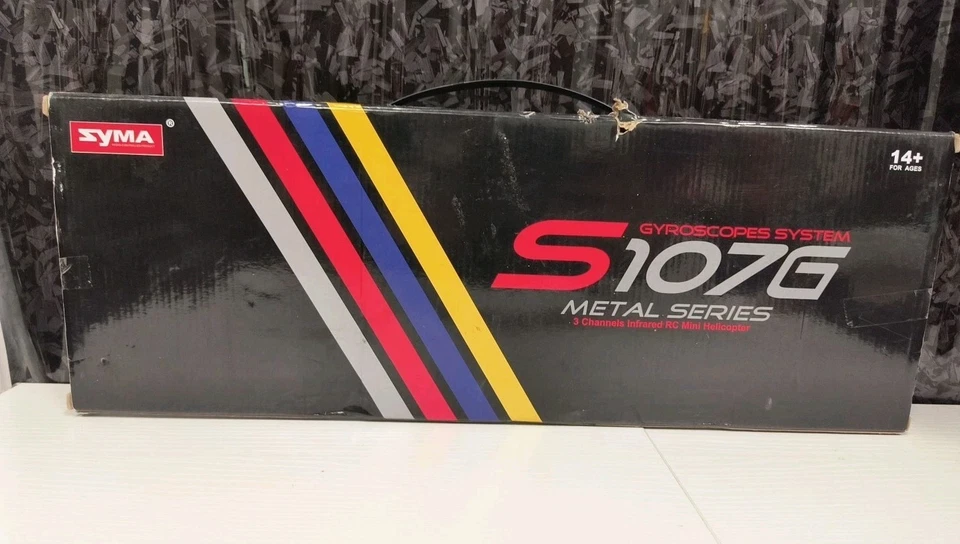 SYMA
®
14+
FOR AGES
GYROSCOPES SYSTEM
S107G
METAL SERIES
3 Channels Infrared RC Mini Helicopter